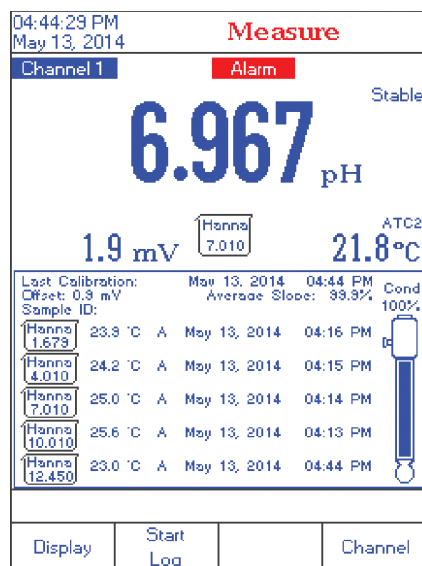 04:44:29 PM
May 13, 2014
Measure
Channel 1
Alarm
Stable
6.967 pH
1.9 mV
Hanna
7.010
ATC2
21.8°C
Last Calibration: May 13, 2014 04:44 PM
Offset: 0.9 mV Average Slope: 99.9%
Sample ID:
Cond
100%
Hanna
1.679
23.9 °C A May 13, 2014 04:16 PM
Hanna
4.010
24.2 °C A May 13, 2014 04:15 PM
Hanna
7.010
25.0 °C A May 13, 2014 04:14 PM
Hanna
10.010
25.6 °C A May 13, 2014 04:13 PM
Hanna
12.450
23.0 °C A May 13, 2014 04:44 PM
Display
Start
Log
Channel